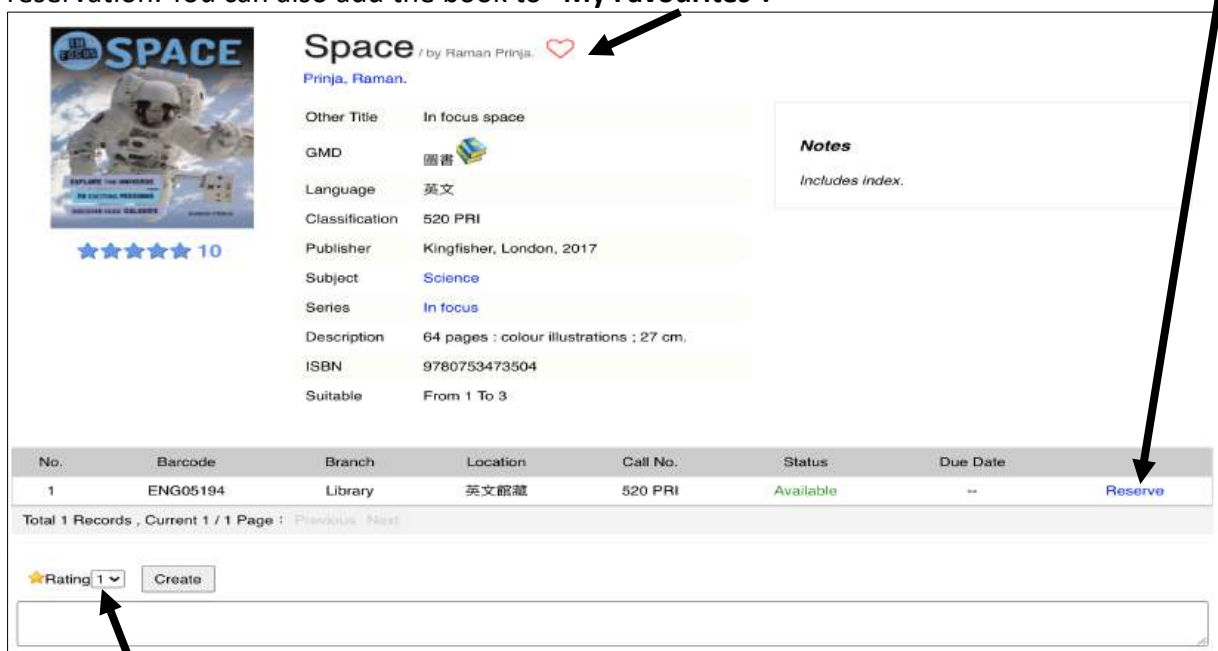 reservation. You can also add the book to "My Favourites".
IN FOCUS
SPACE
Space / by Raman Prinja.
Prinja, Raman.
Other Title In focus space
GMD 圖書
Language 英文
Classification 520 PRI
Publisher Kingfisher, London, 2017
Subject Science
Series In focus
Description 64 pages : colour illustrations ; 27 cm.
ISBN 9780753473504
Suitable From 1 To 3
Notes
Includes index.
10
No. Barcode Branch Location Call No. Status Due Date
1 ENG05194 Library 英文館藏 520 PRI Available -- Reserve
Total 1 Records , Current 1 / 1 Page : Previous Next
Rating 1 Create